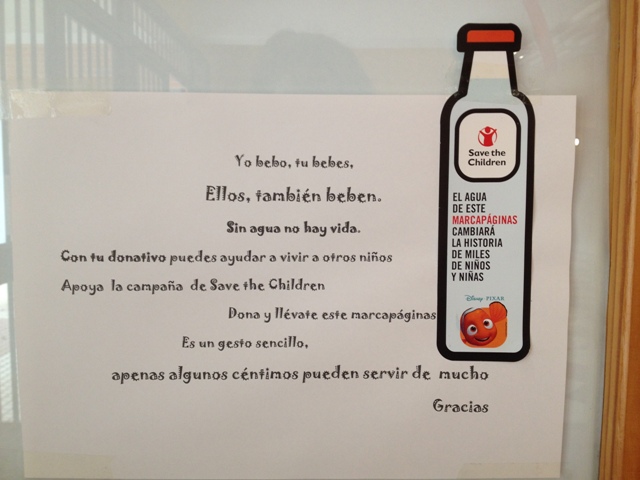 Yo bebo, tu bebes,
Ellos, también beben.
Sin agua no hay vida.
Con tu donativo puedes ayudar a vivir a otros niños
Apoya la campaña de Save the Children
Dona y llévate este marcapáginas
Es un gesto sencillo,
apenas algunos céntimos pueden servir de mucho
Gracias
Save the
Children
EL AGUA
DE ESTE
MARCAPÁGINAS
CAMBIARÁ
LA HISTORIA
DE MILES
DE NIÑOS
Y NIÑAS
Disney PIXAR